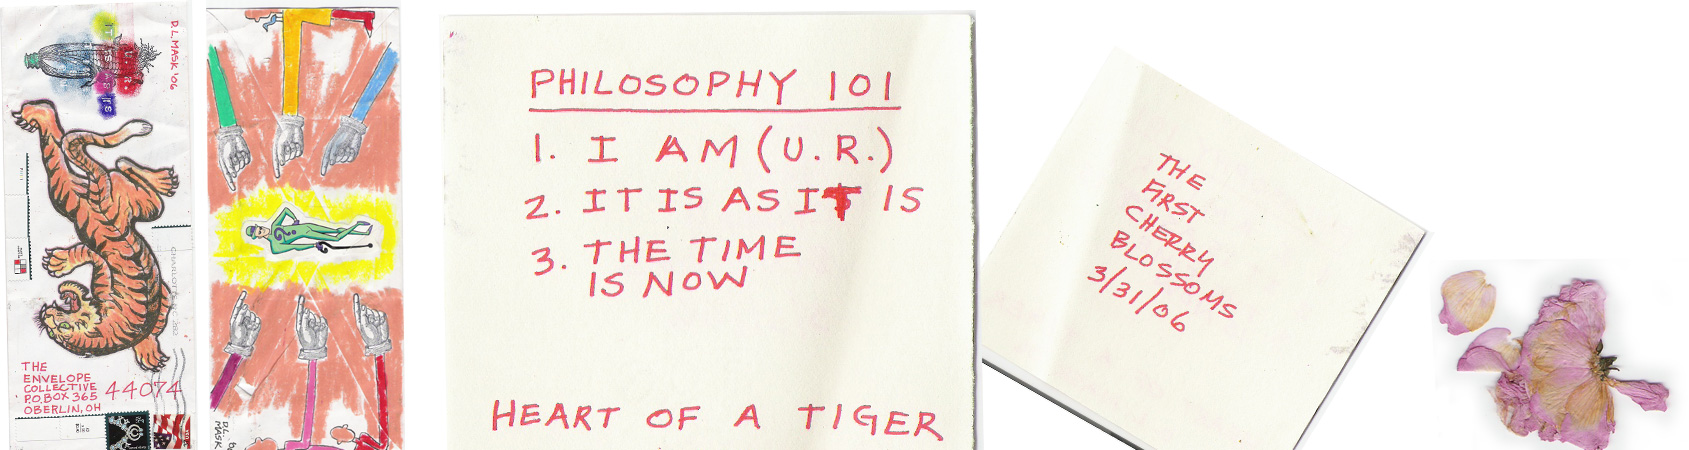 D.L. MASK '06
THE
ENVELOPE
COLLECTIVE
P.O. BOX 365
OBERLIN, OH
44074
D.L.
MASK
PHILOSOPHY 101
1. I AM (U.R.)
2. IT IS AS IT IS
3. THE TIME
IS NOW
HEART OF A TIGER
THE
FIRST
CHERRY
BLOSSOMS
3/31/06